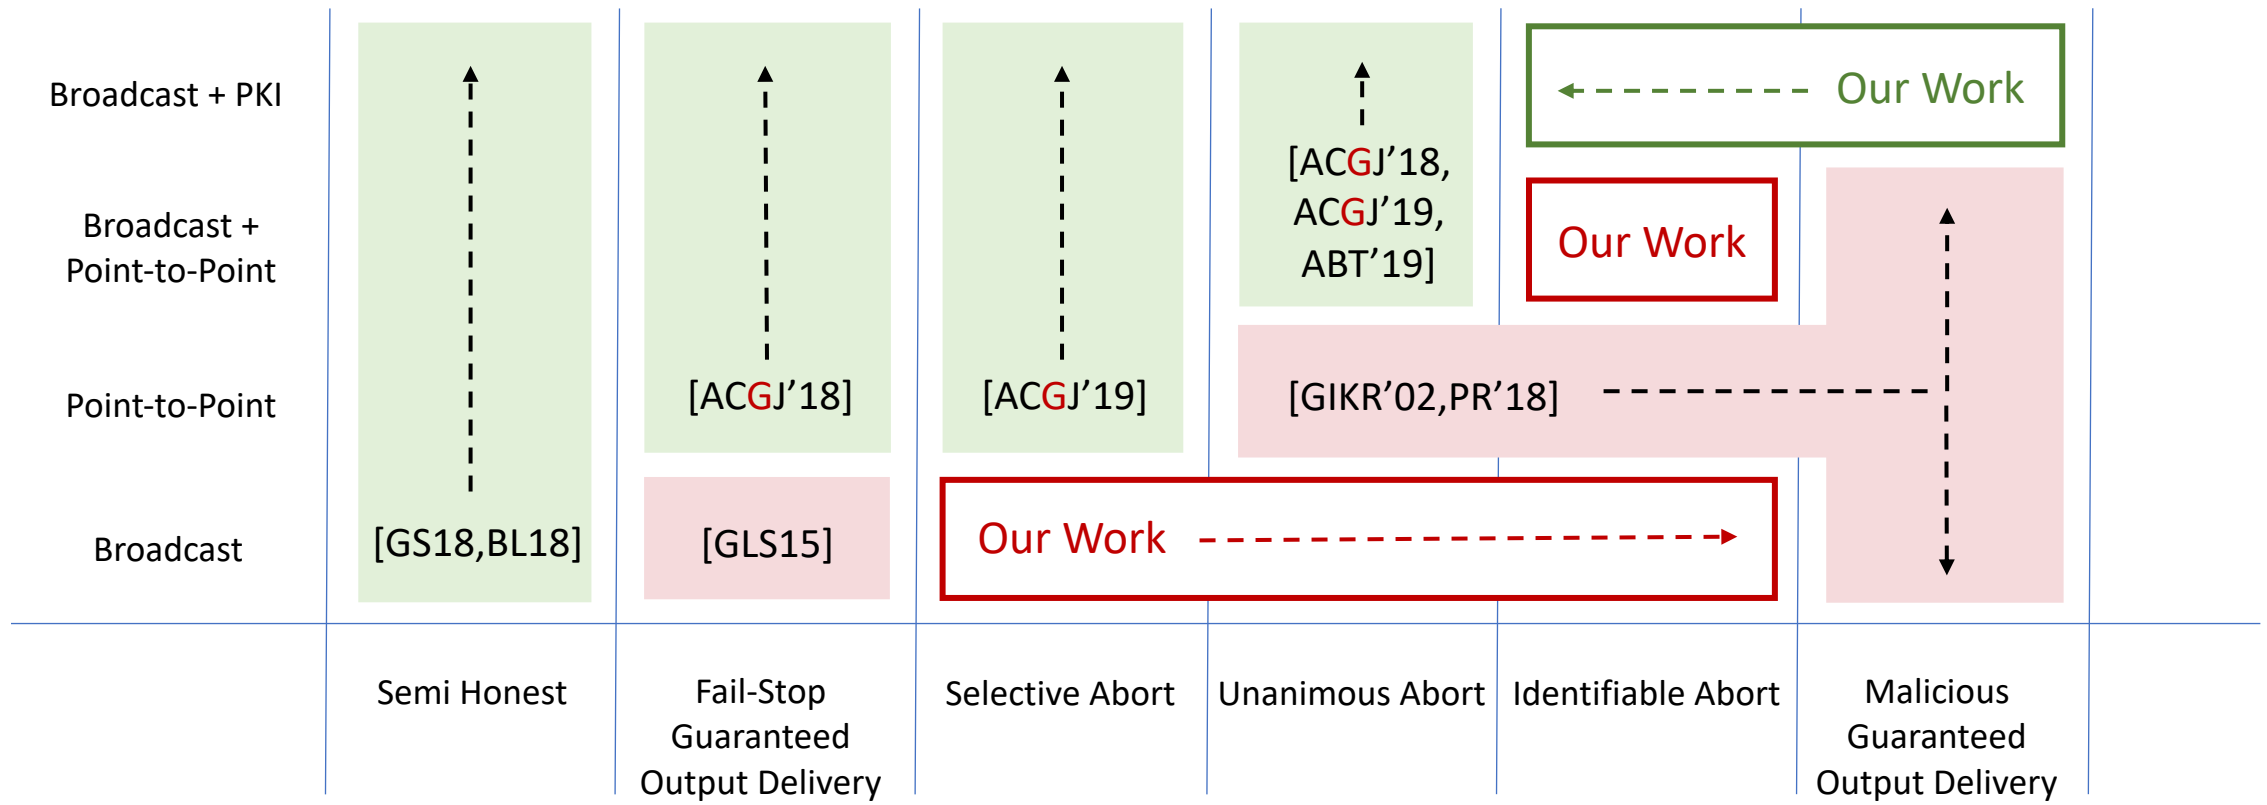 Broadcast + PKI
Our Work
[ACGJ'18,
ACGJ'19,
ABT'19]
Broadcast +
Point-to-Point
Our Work
Point-to-Point
[ACGJ'18]
[ACGJ'19]
[GIKR'02,PR'18]
Broadcast
[GS18,BL18]
[GLS15]
Our Work
Semi Honest
Fail-Stop
Guaranteed
Output Delivery
Selective Abort
Unanimous Abort
Identifiable Abort
Malicious
Guaranteed
Output Delivery